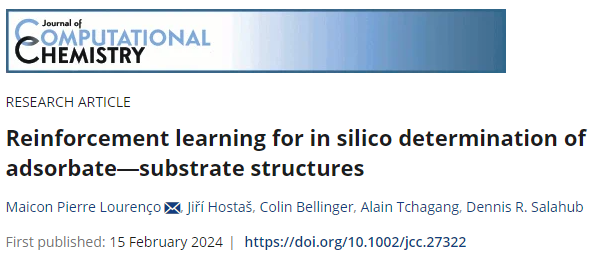 Journal of
COMPUTATIONAL
CHEMISTRY
RESEARCH ARTICLE
Reinforcement learning for in silico determination of
adsorbate—substrate structures
Maicon Pierre Lourenço, Jiří Hostaš, Colin Bellinger, Alain Tchagang, Dennis R. Salahub
First published: 15 February 2024 | https://doi.org/10.1002/jcc.27322